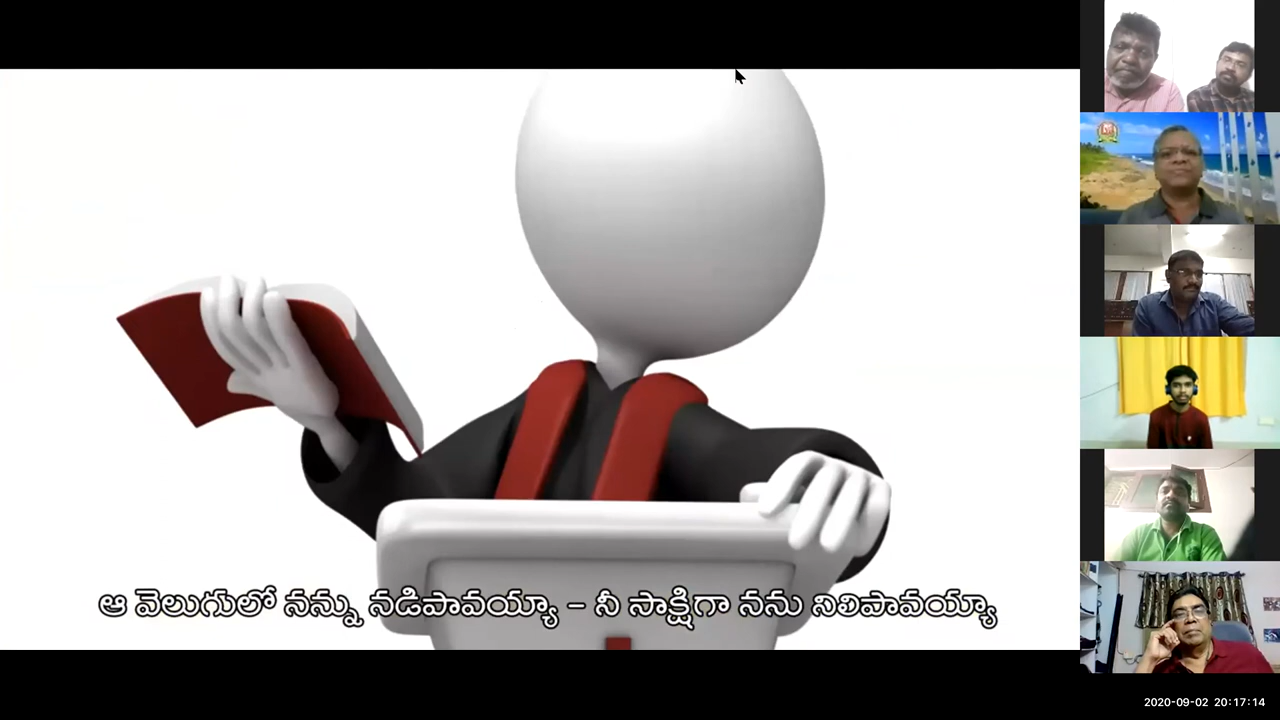 ఆ వెలుగులో నన్ను నడిపావయ్యా – నీ సాక్షిగా నను నిలిపావయ్యా
2020-09-02 20:17:14